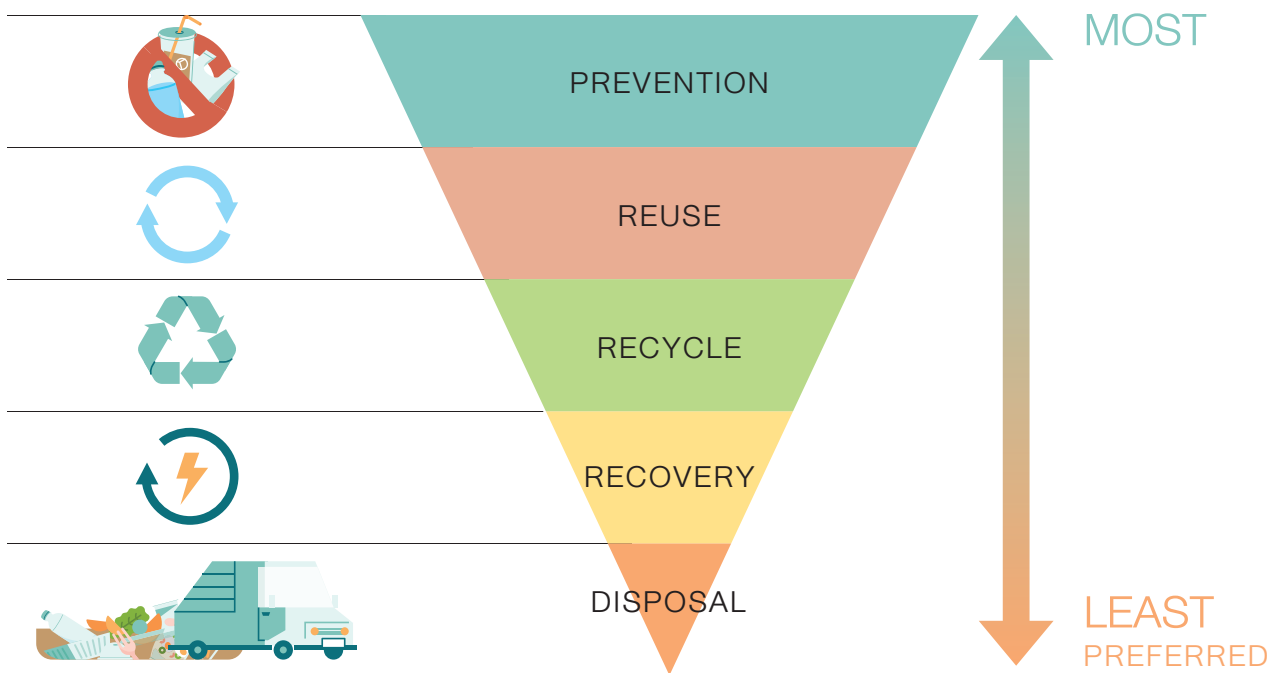 MOST
PREVENTION
REUSE
RECYCLE
RECOVERY
DISPOSAL
LEAST
PREFERRED